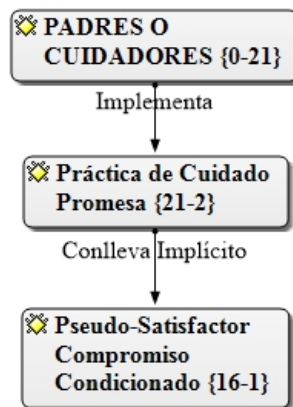 PADRES O
CUIDADORES {0-21}
Implementa
Práctica de Cuidado
Promesa {21-2}
Conlleva Implícito
Pseudo-Satisfactor
Compromiso
Condicionado {16-1}